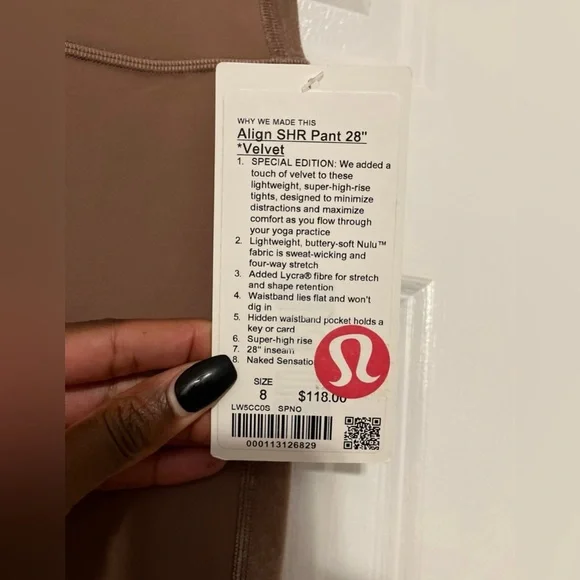 WHY WE MADE THIS
Align SHR Pant 28"
*Velvet
1. SPECIAL EDITION: We added a
touch of velvet to these
lightweight, super-high-rise
tights, designed to minimize
distractions and maximize
comfort as you flow through
your yoga practice
2. Lightweight, buttery-soft Nulu™
fabric is sweat-wicking and
four-way stretch
3. Added Lycra® fibre for stretch
and shape retention
4. Waistband lies flat and won't
dig in
5. Hidden waistband pocket holds a
key or card
6. Super-high rise
7. 28" inseam
8. Naked Sensatio
SIZE
8 $118.00
LW5CC0S SPNO
000113126829